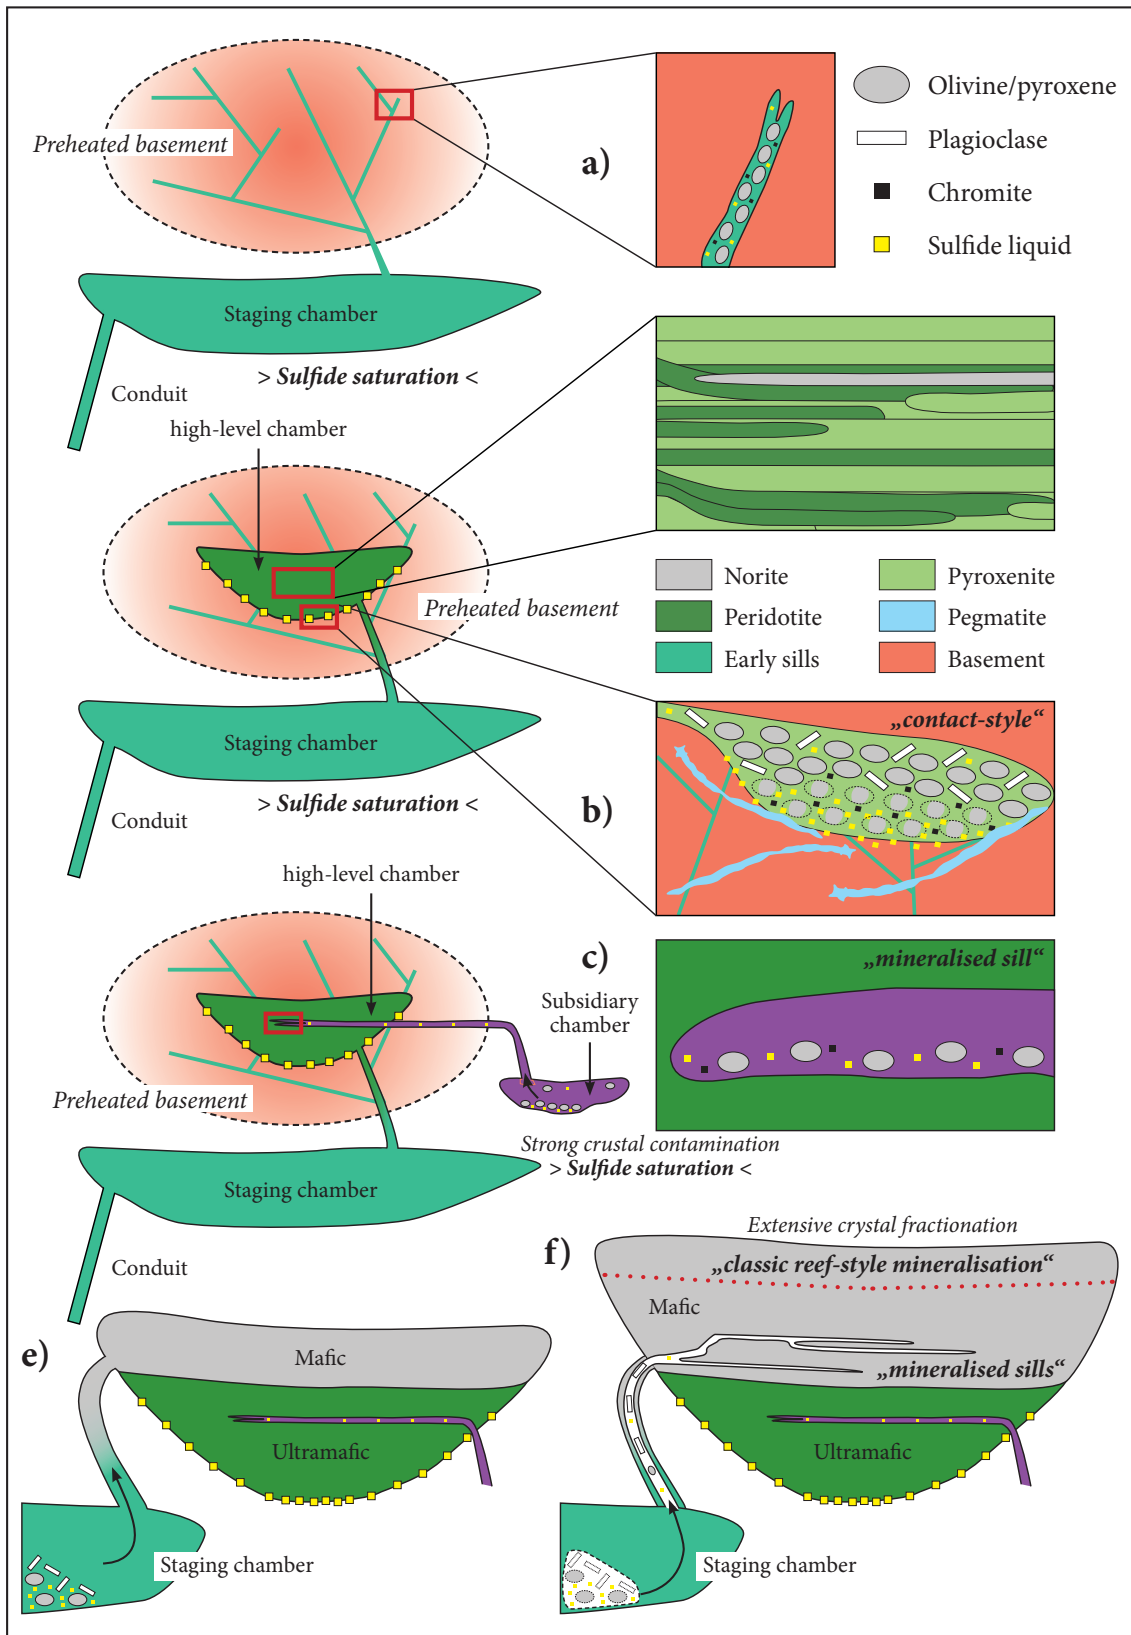 Preheated basement
a)
Olivine/pyroxene
Plagioclase
Chromite
Sulfide liquid
Staging chamber
> Sulfide saturation <
Conduit
high-level chamber
Preheated basement
Norite
Pyroxenite
Peridotite
Pegmatite
Early sills
Basement
„contact-style“
Staging chamber
> Sulfide saturation <
b)
Conduit
high-level chamber
c)
„mineralised sill“
Subsidiary
chamber
Preheated basement
Strong crustal contamination
> Sulfide saturation <
Staging chamber
Conduit
e)
Mafic
Ultramafic
Staging chamber
f)
Extensive crystal fractionation
„classic reef-style mineralisation“
Mafic
„mineralised sills“
Ultramafic
Staging chamber